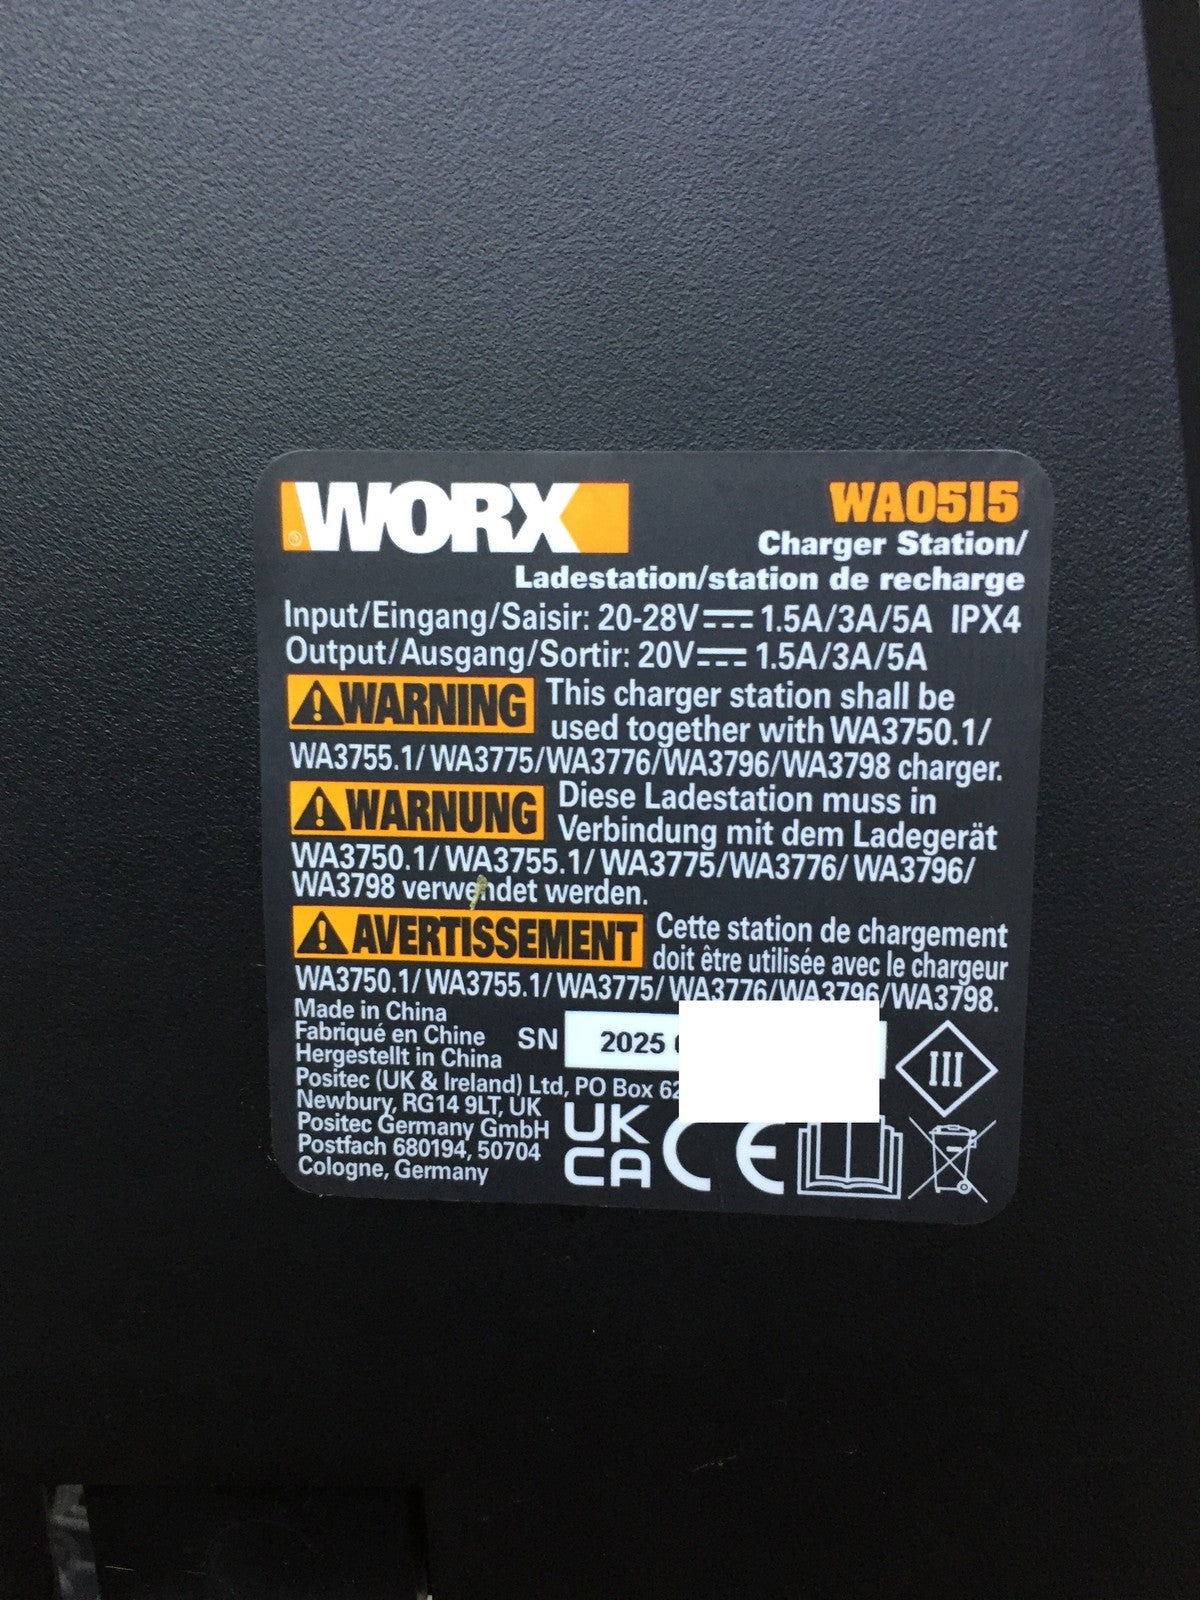 WORX
WA0515
Charger Station/
Ladestation/station de recharge
Input/Eingang/Saisir: 20-28V⎓1.5A/3A/5A IPX4
Output/Ausgang/Sortir: 20V⎓1.5A/3A/5A
WARNING This charger station shall be
used together with WA3750.1/
WA3755.1/ WA3775/WA3776/WA3796/WA3798 charger.
WARNUNG Diese Ladestation muss in
Verbindung mit dem Ladegerät
WA3750.1/ WA3755.1/ WA3775/WA3776/ WA3796/
WA3798 verwendet werden.
AVERTISSEMENT Cette station de chargement
doit être utilisée avec le chargeur
WA3750.1/ WA3755.1/ WA3775/ WA3776/WA3796/WA3798.
Made in China
Fabriqué en Chine SN 2025
Hergestellt in China
III
Positec (UK & Ireland) Ltd, PO Box
Newbury, RG14 9LT, UK
Positec Germany GmbH
Postfach 680194, 50704
Cologne, Germany
UK
CA CE